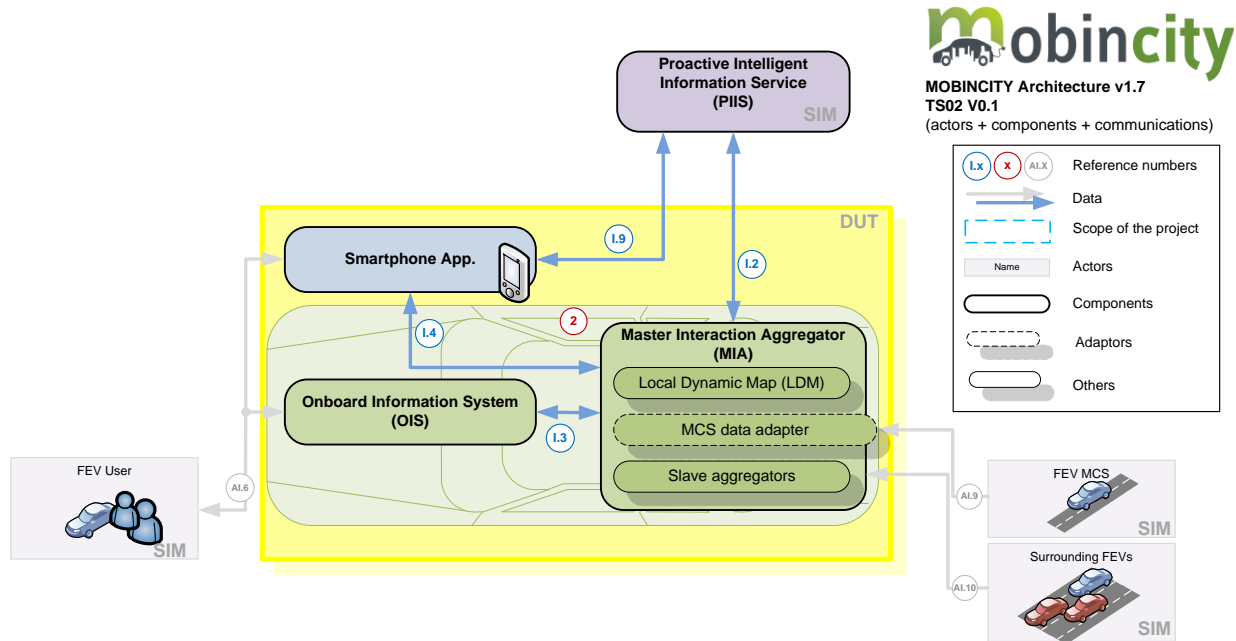 mobincity
MOBINCITY Architecture v1.7
TS02 V0.1
(actors + components + communications)
I.x
x
AI.X
Reference numbers
Data
Scope of the project
Name
Actors
Components
Adaptors
Others
Proactive Intelligent
Information Service
(PIIS)
SIM
DUT
I.9
I.2
Smartphone App.
I.4
2
Master Interaction Aggregator
(MIA)
Local Dynamic Map (LDM)
MCS data adapter
Slave aggregators
Onboard Information System
(OIS)
I.3
FEV User
SIM
AI.6
AI.9
FEV MCS
SIM
AI.10
Surrounding FEVs
SIM